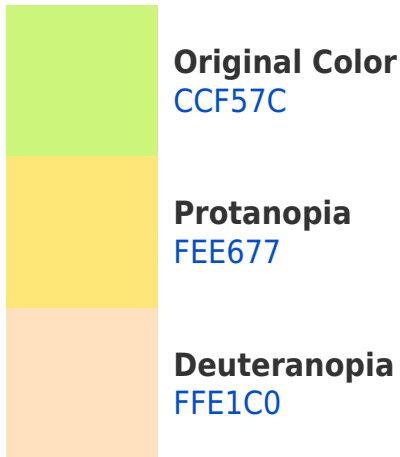 Original Color
CCF57C
Protanopia
FEE677
Deuteranopia
FFE1C0